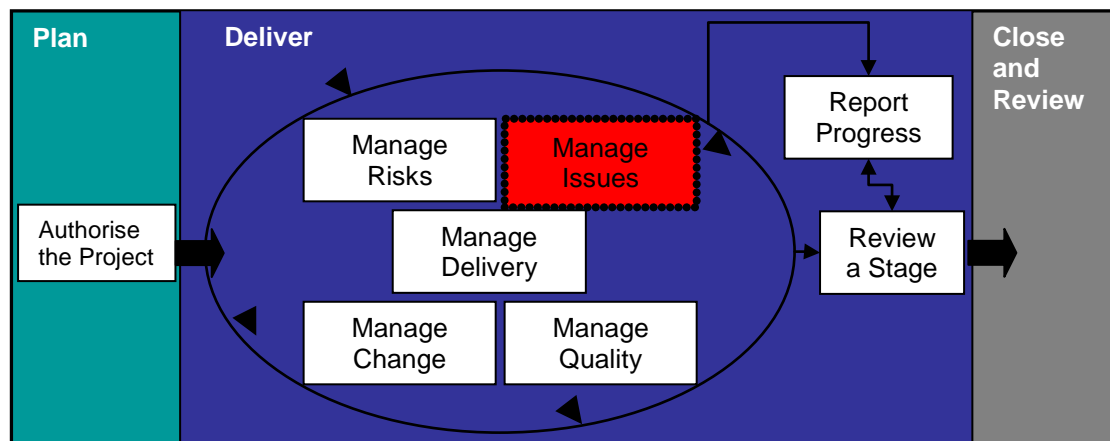 Plan
Deliver
Close
and
Review
Authorise
the Project
Manage
Risks
Manage
Issues
Manage
Delivery
Manage
Change
Manage
Quality
Report
Progress
Review
a Stage